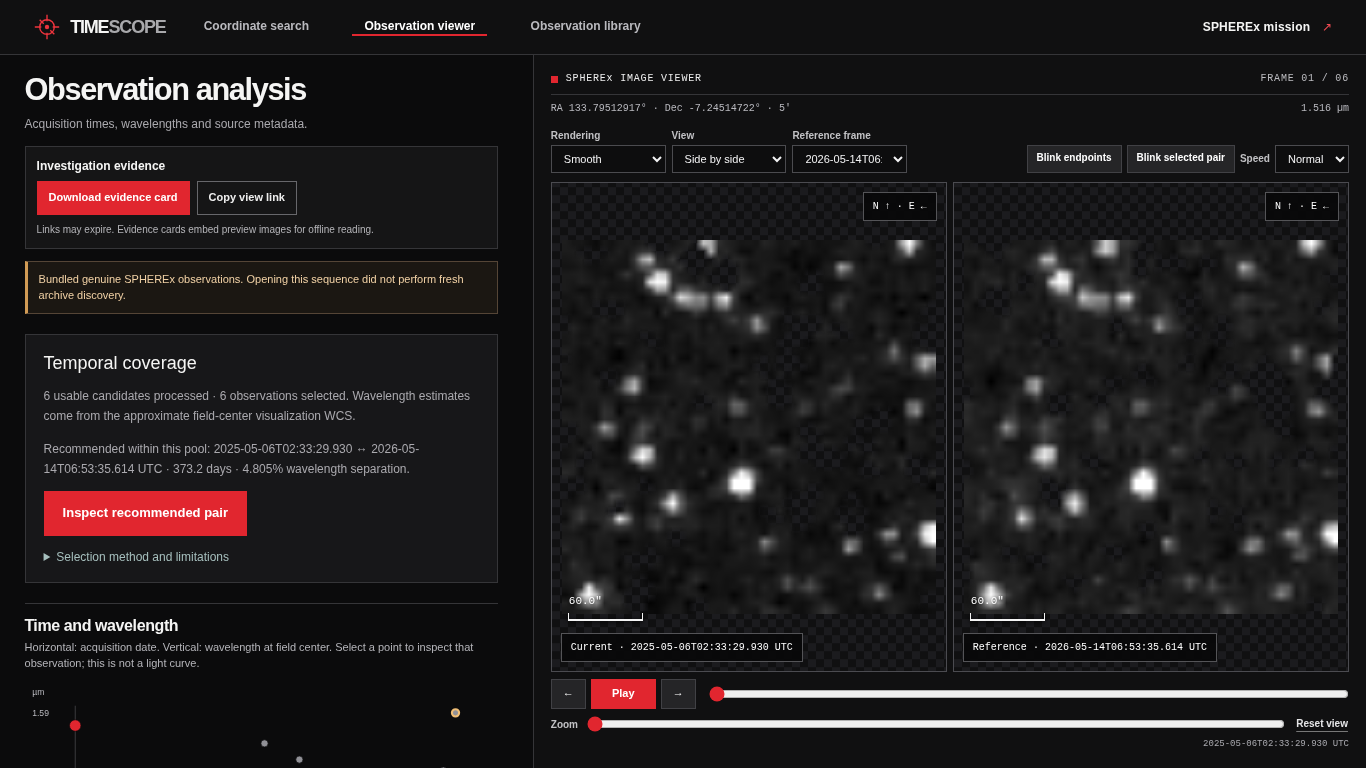 TIMESCOPE
Coordinate search
Observation viewer
Observation library
SPHEREx mission ↗
Observation analysis
Acquisition times, wavelengths and source metadata.
Investigation evidence
Download evidence card
Copy view link
Links may expire. Evidence cards embed preview images for offline reading.
Bundled genuine SPHEREx observations. Opening this sequence did not perform fresh
archive discovery.
Temporal coverage
6 usable candidates processed · 6 observations selected. Wavelength estimates
come from the approximate field-center visualization WCS.
Recommended within this pool: 2025-05-06T02:33:29.930 ↔ 2026-05-
14T06:53:35.614 UTC · 373.2 days · 4.805% wavelength separation.
Inspect recommended pair
▶ Selection method and limitations
Time and wavelength
Horizontal: acquisition date. Vertical: wavelength at field center. Select a point to inspect that
observation; this is not a light curve.
µm
1.59
SPHEREx IMAGE VIEWER
FRAME 01 / 06
RA 133.79512917° · Dec -7.24514722° · 5'
1.516 µm
Rendering
View
Reference frame
Smooth
Side by side
2026-05-14T06:
Blink endpoints
Blink selected pair
Speed
Normal
N ↑ · E ←
N ↑ · E ←
60.0"
60.0"
Current · 2025-05-06T02:33:29.930 UTC
Reference · 2026-05-14T06:53:35.614 UTC
←
Play
→
Zoom
Reset view
2025-05-06T02:33:29.930 UTC